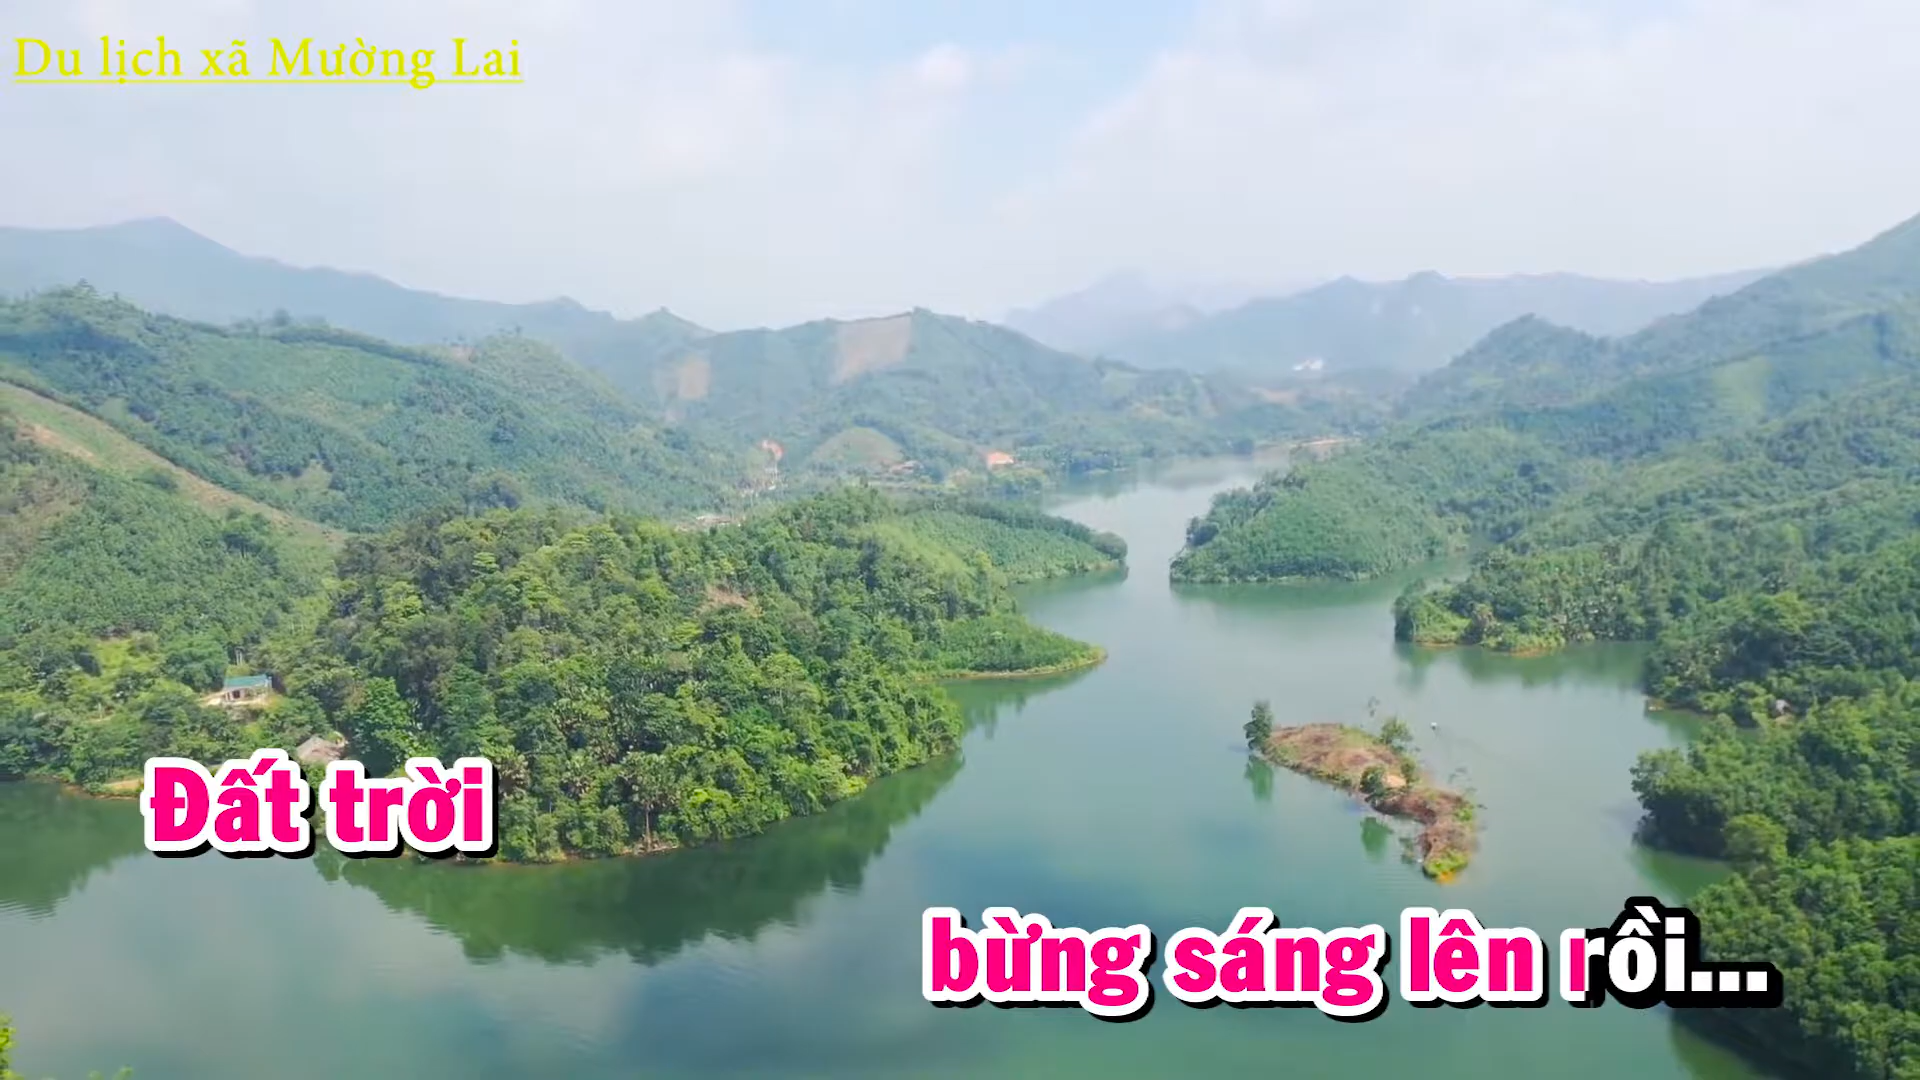 Du lịch xã Mường Lai
Đất trời
bừng sáng lên rồi...